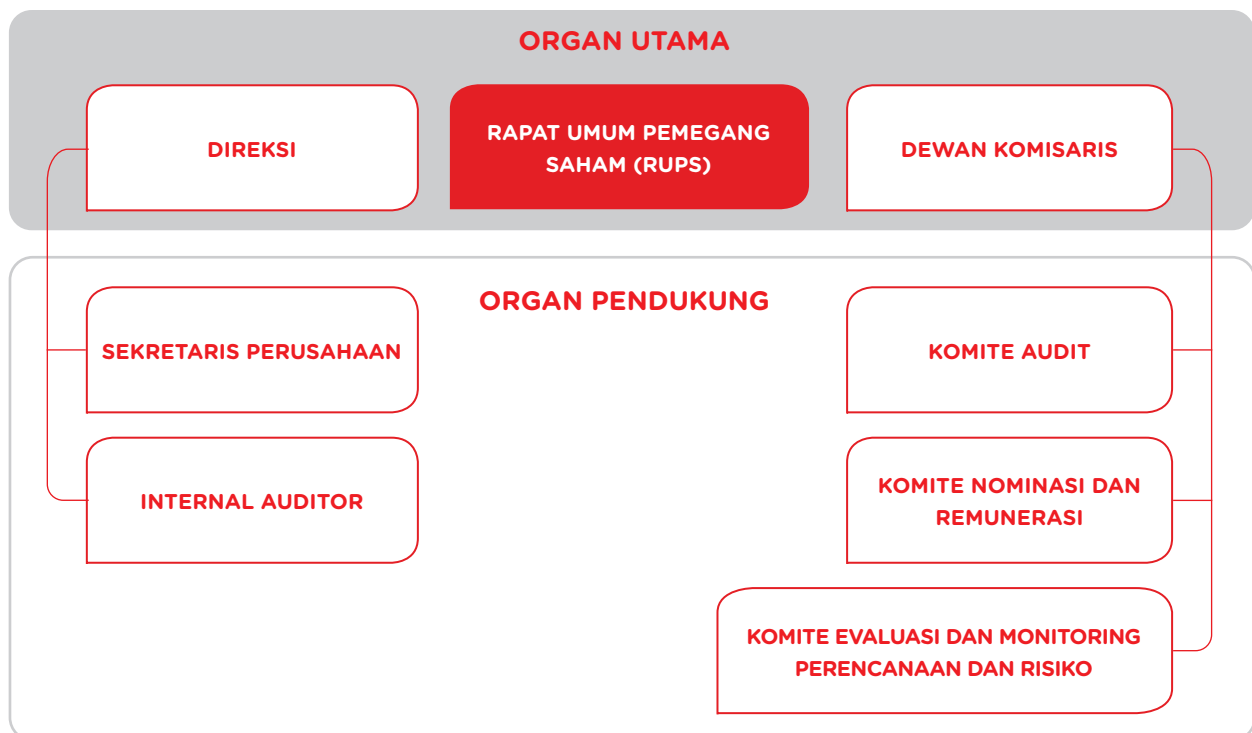 ORGAN UTAMA
DIREKSI
RAPAT UMUM PEMEGANG
SAHAM (RUPS)
DEWAN KOMISARIS
ORGAN PENDUKUNG
SEKRETARIS PERUSAHAAN
KOMITE AUDIT
INTERNAL AUDITOR
KOMITE NOMINASI DAN
REMUNERASI
KOMITE EVALUASI DAN MONITORING
PERENCANAAN DAN RISIKO